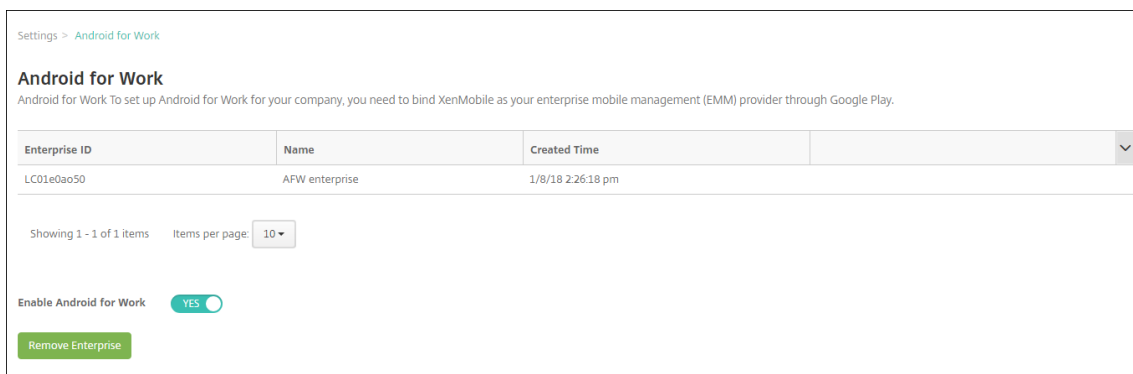 Settings > Android for Work
Android for Work
Android for Work To set up Android for Work for your company, you need to bind XenMobile as your enterprise mobile management (EMM) provider through Google Play.
Enterprise ID Name Created Time
LC01e0ao50 AFW enterprise 1/8/18 2:26:18 pm
Showing 1 - 1 of 1 items Items per page: 10
Enable Android for Work YES
Remove Enterprise